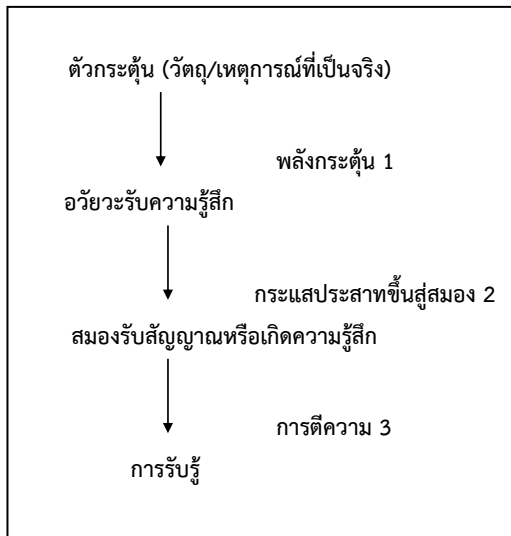 ตัวกระตุ้น (วัตถุ/เหตุการณ์ที่เป็นจริง)
พลังกระตุ้น 1
อวัยวะรับความรู้สึก
กระแสประสาทขึ้นสู่สมอง 2
สมองรับสัญญาณหรือเกิดความรู้สึก
การตีความ 3
การรับรู้